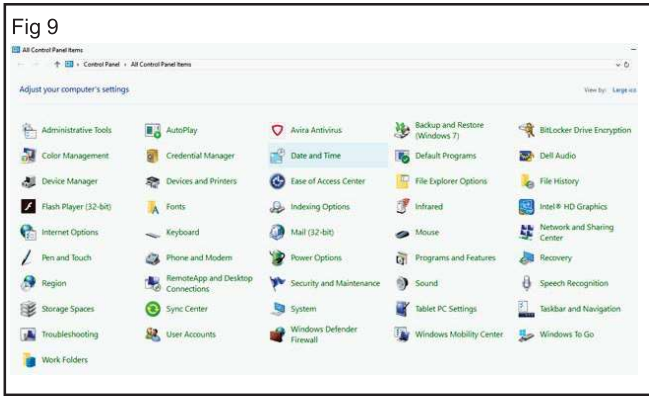 Fig 9
All Control Panel Items
Control Panel › All Control Panel Items
Adjust your computer's settings
View by: Large
Administrative Tools
AutoPlay
Avira Antivirus
Backup and Restore
(Windows 7)
BitLocker Drive Encryption
Color Management
Credential Manager
Date and Time
Default Programs
Dell Audio
Device Manager
Devices and Printers
Ease of Access Center
File Explorer Options
File History
Flash Player (32-bit)
Fonts
Indexing Options
Infrared
Intel® HD Graphics
Internet Options
Keyboard
Mail (32-bit)
Mouse
Network and Sharing
Center
Pen and Touch
Phone and Modem
Power Options
Programs and Features
Recovery
Region
RemoteApp and Desktop
Connections
Security and Maintenance
Sound
Speech Recognition
Storage Spaces
Sync Center
System
Tablet PC Settings
Taskbar and Navigation
Troubleshooting
User Accounts
Windows Defender
Firewall
Windows Mobility Center
Windows To Go
Work Folders